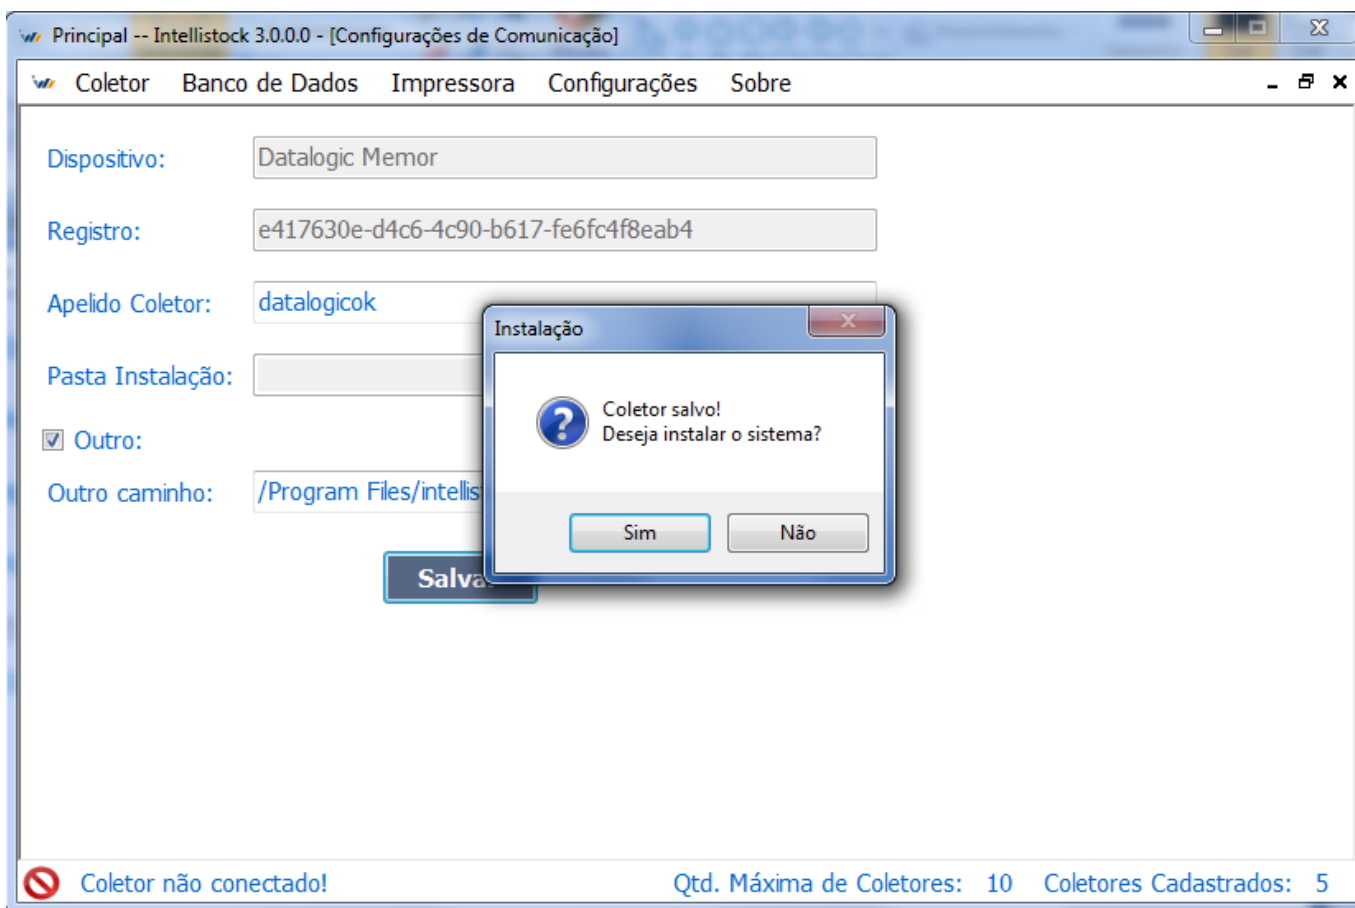 Principal -- Intellistock 3.0.0.0 - [Configurações de Comunicação]
Coletor Banco de Dados Impressora Configurações Sobre
Dispositivo: Datalogic Memor
Registro: e417630e-d4c6-4c90-b617-fe6fc4f8eab4
Apelido Coletor: datalogicok
Pasta Instalação:
Outro:
Outro caminho: /Program Files/intellis
Salva
Instalação
Coletor salvo!
Deseja instalar o sistema?
Sim Não
Coletor não conectado! Qtd. Máxima de Coletores: 10 Coletores Cadastrados: 5